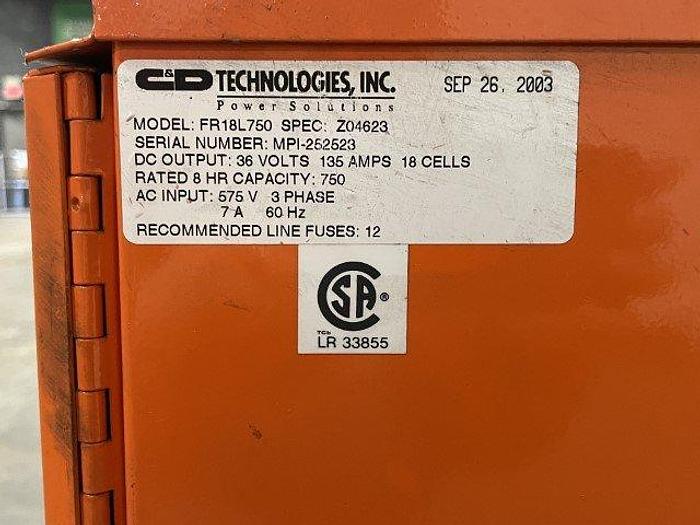 C&D TECHNOLOGIES, INC. SEP 26, 2003
Power Solutions
MODEL: FR18L750 SPEC: Z04623
SERIAL NUMBER: MPI-252523
DC OUTPUT: 36 VOLTS 135 AMPS 18 CELLS
RATED 8 HR CAPACITY: 750
AC INPUT: 575 V 3 PHASE
7 A 60 Hz
RECOMMENDED LINE FUSES: 12
SA ®
LR 33855